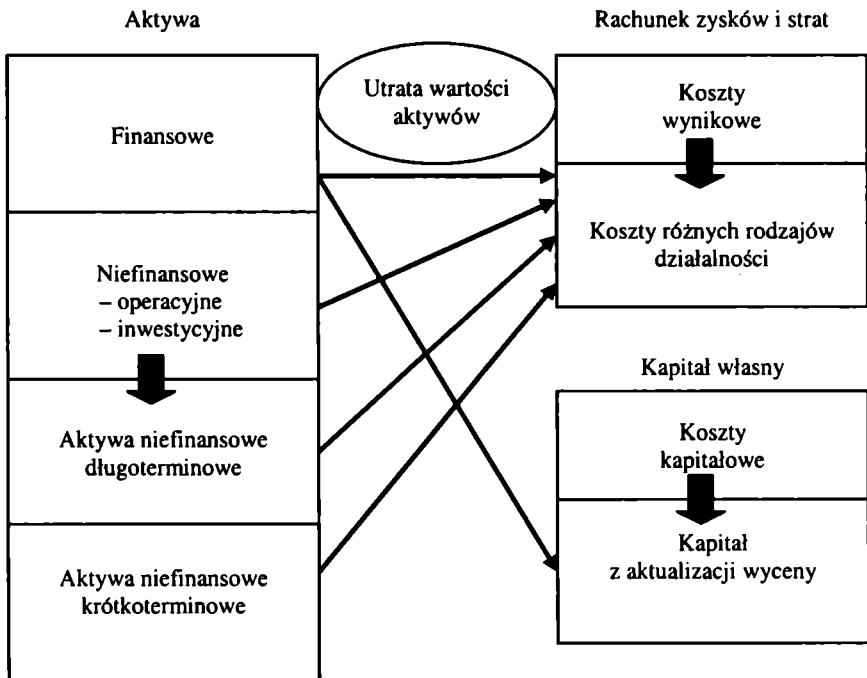 Aktywa
Finansowe
Niefinansowe
– operacyjne
– inwestycyjne
Aktywa niefinansowe
długoterminowe
Aktywa niefinansowe
krótkoterminowe
Utrata wartości
aktywów
Rachunek zysków i strat
Koszty
wynikowe
Koszty różnych rodzajów
działalności
Kapitał własny
Koszty
kapitałowe
Kapitał
z aktualizacji wyceny